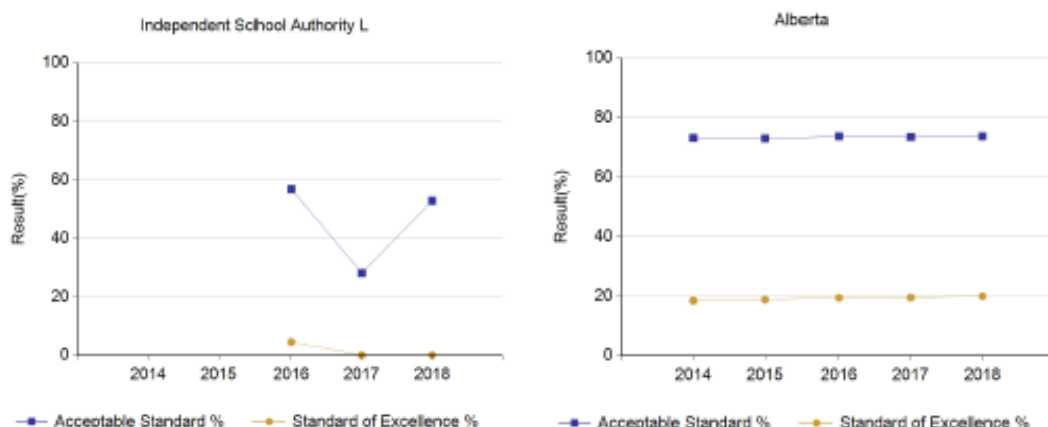 Independent Sclhool Authority L
100
80
60
40
20
0
Result(%)
2014 2015 2016 2017 2018
Acceptable Standard % Standard of Excellence %
Alberta
100
80
60
40
20
0
Result(%)
2014 2015 2016 2017 2018
Acceptable Standard % Standard of Excellence %